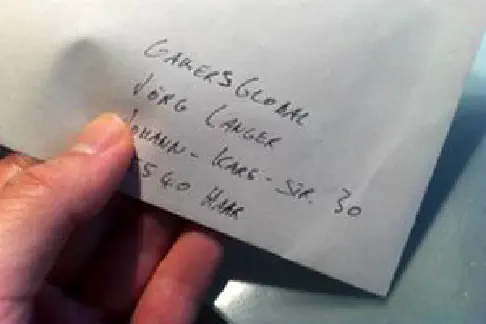 GAMERSGLOBAL
JÖRG LANGER
JOHANN-KARG-STR. 30
5540 HAAR